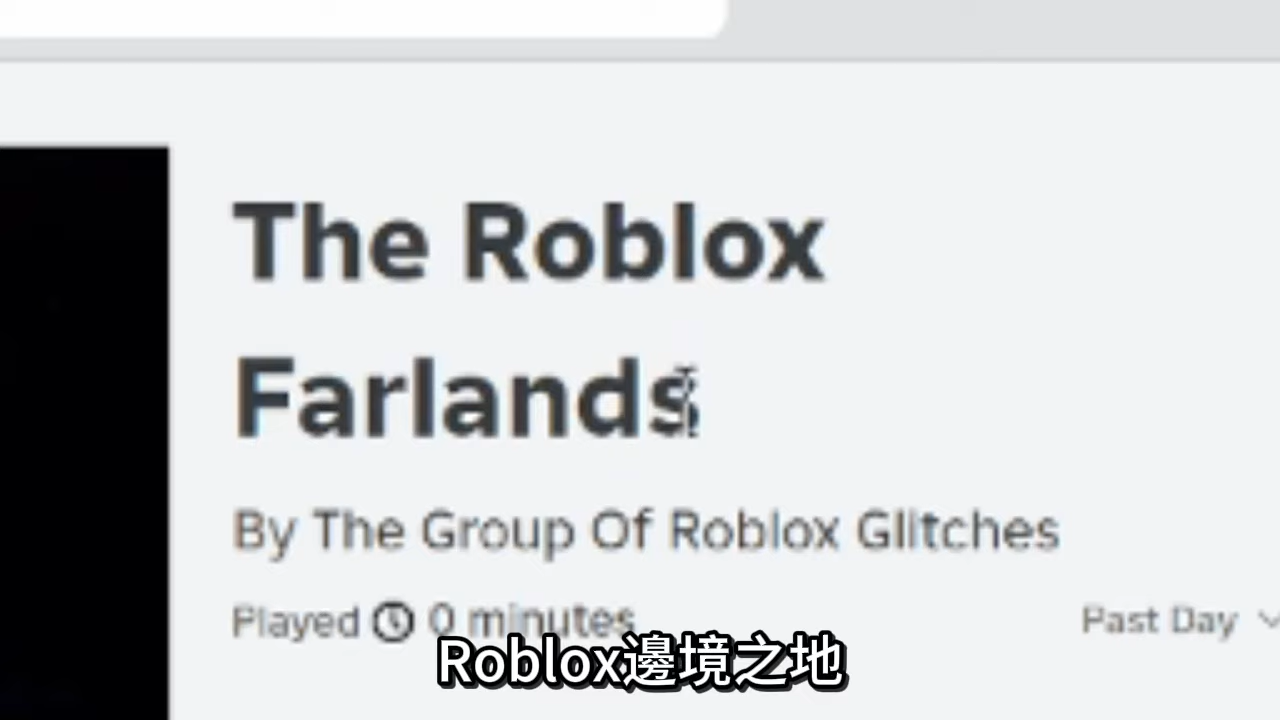 The Roblox
Farlands
By The Group Of Roblox Glitches
Played 0 minutes
Past Day
Roblox邊境之地